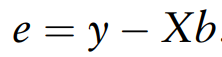 e = y − Xb.